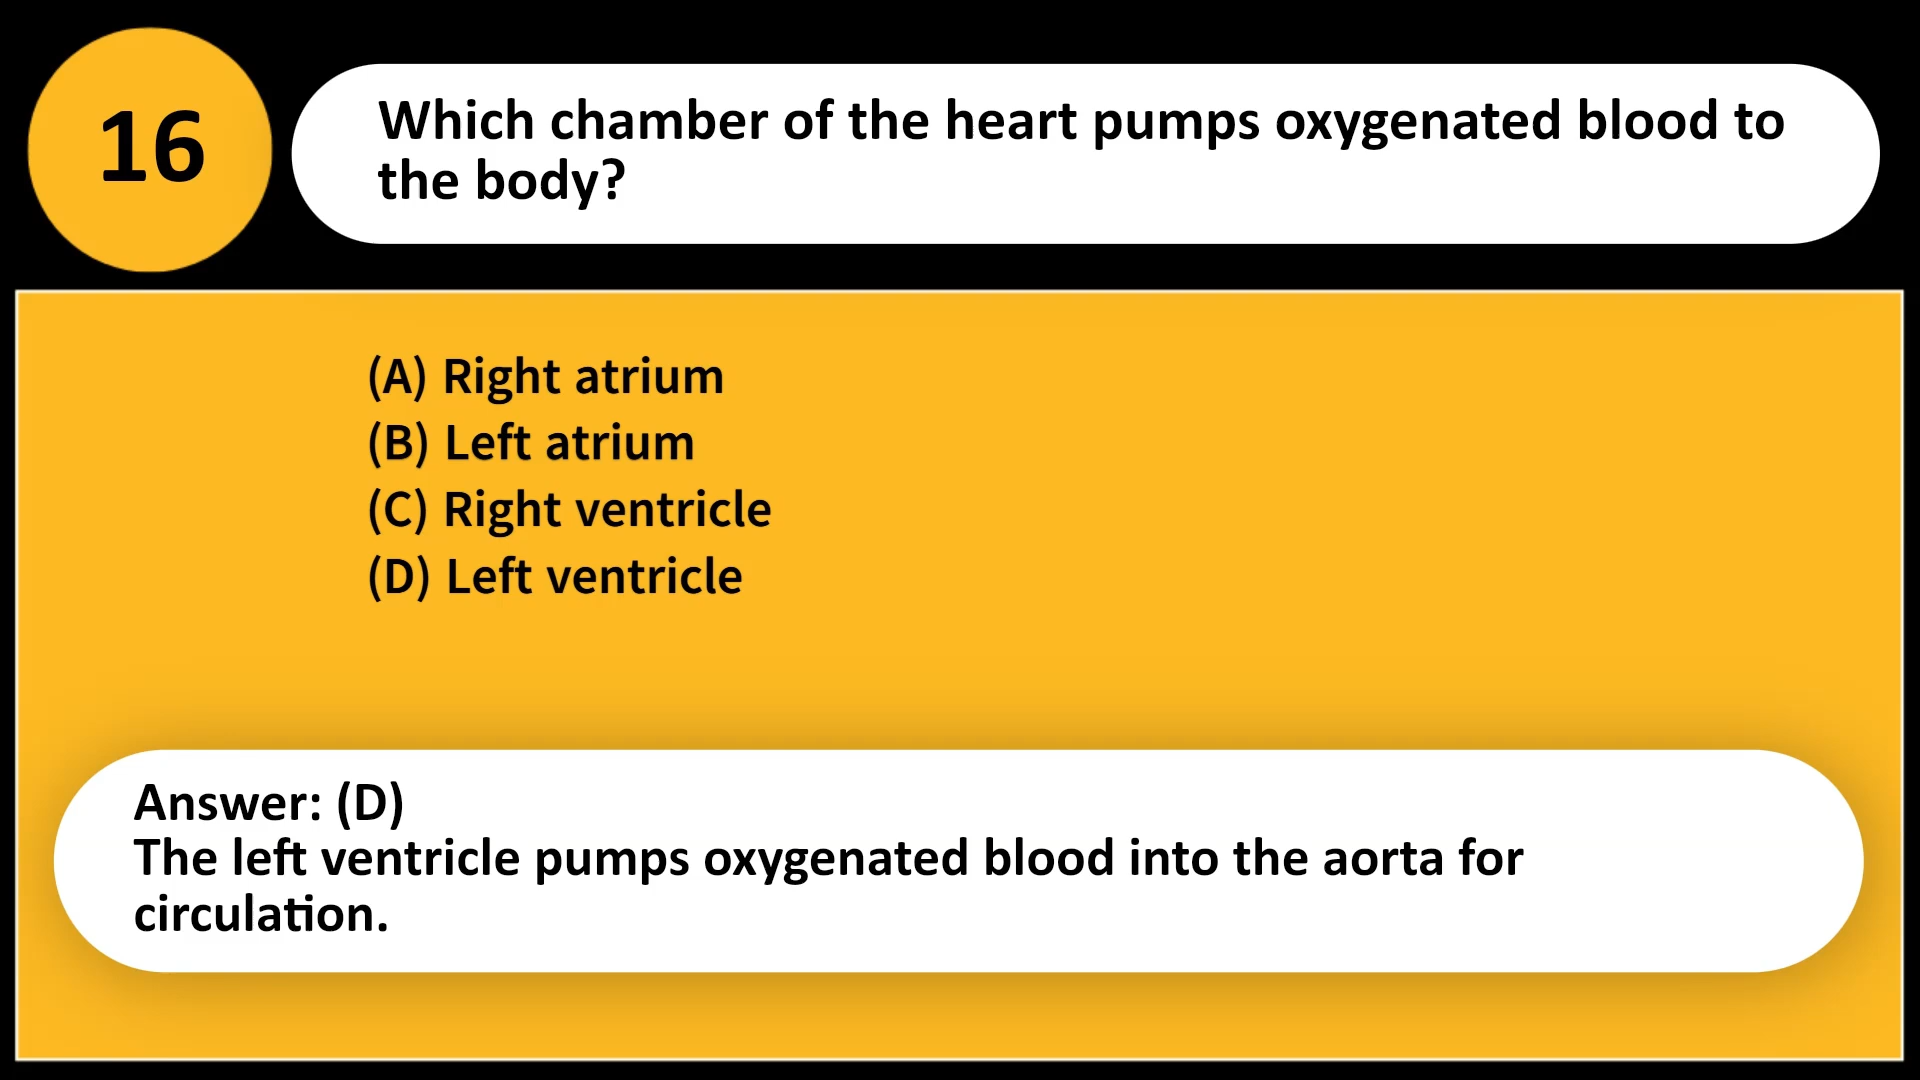 16
Which chamber of the heart pumps oxygenated blood to
the body?
(A) Right atrium
(B) Left atrium
(C) Right ventricle
(D) Left ventricle
Answer: (D)
The left ventricle pumps oxygenated blood into the aorta for
circulation.